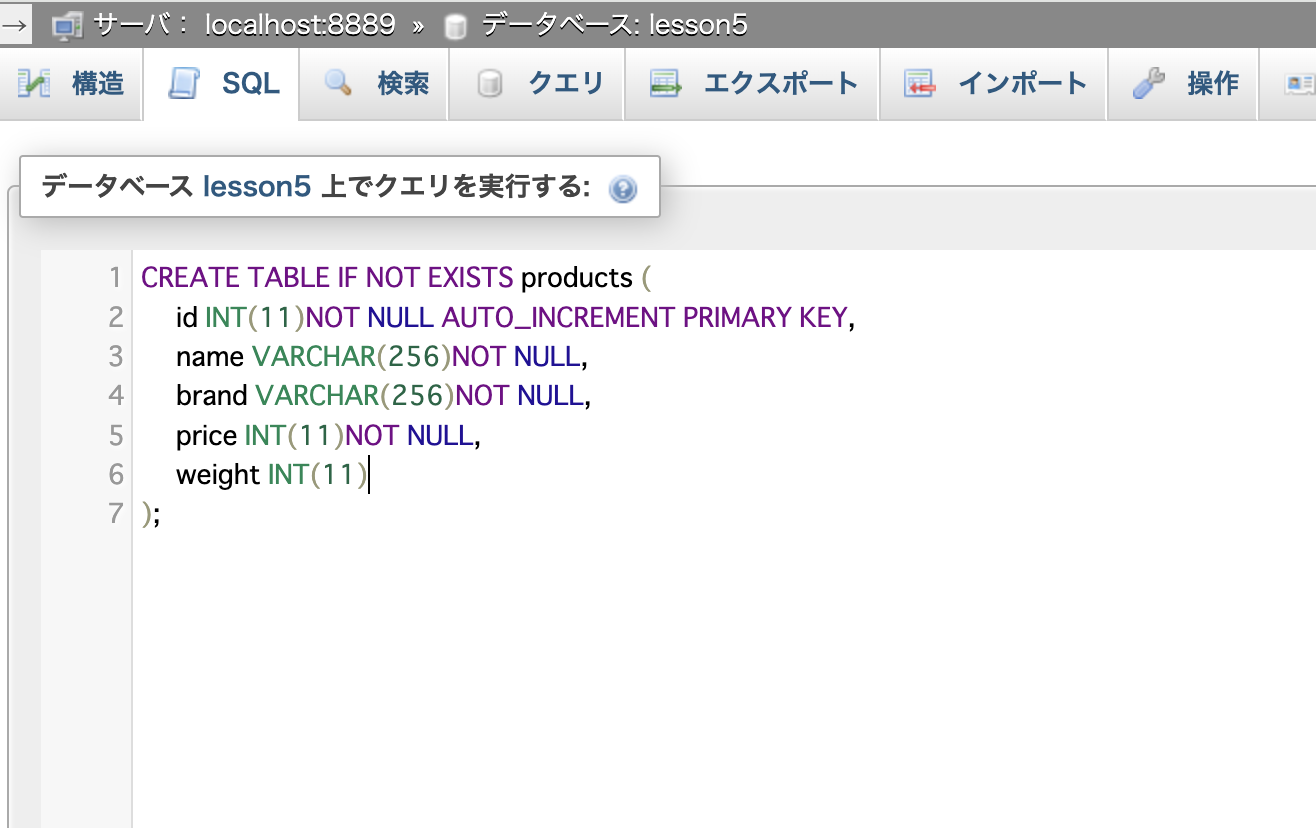 → サーバ： localhost:8889 » データベース: lesson5
構造 SQL 検索 クエリ エクスポート インポート 操作
データベース lesson5 上でクエリを実行する:
1 CREATE TABLE IF NOT EXISTS products (
2 id INT(11)NOT NULL AUTO_INCREMENT PRIMARY KEY,
3 name VARCHAR(256)NOT NULL,
4 brand VARCHAR(256)NOT NULL,
5 price INT(11)NOT NULL,
6 weight INT(11)
7 );